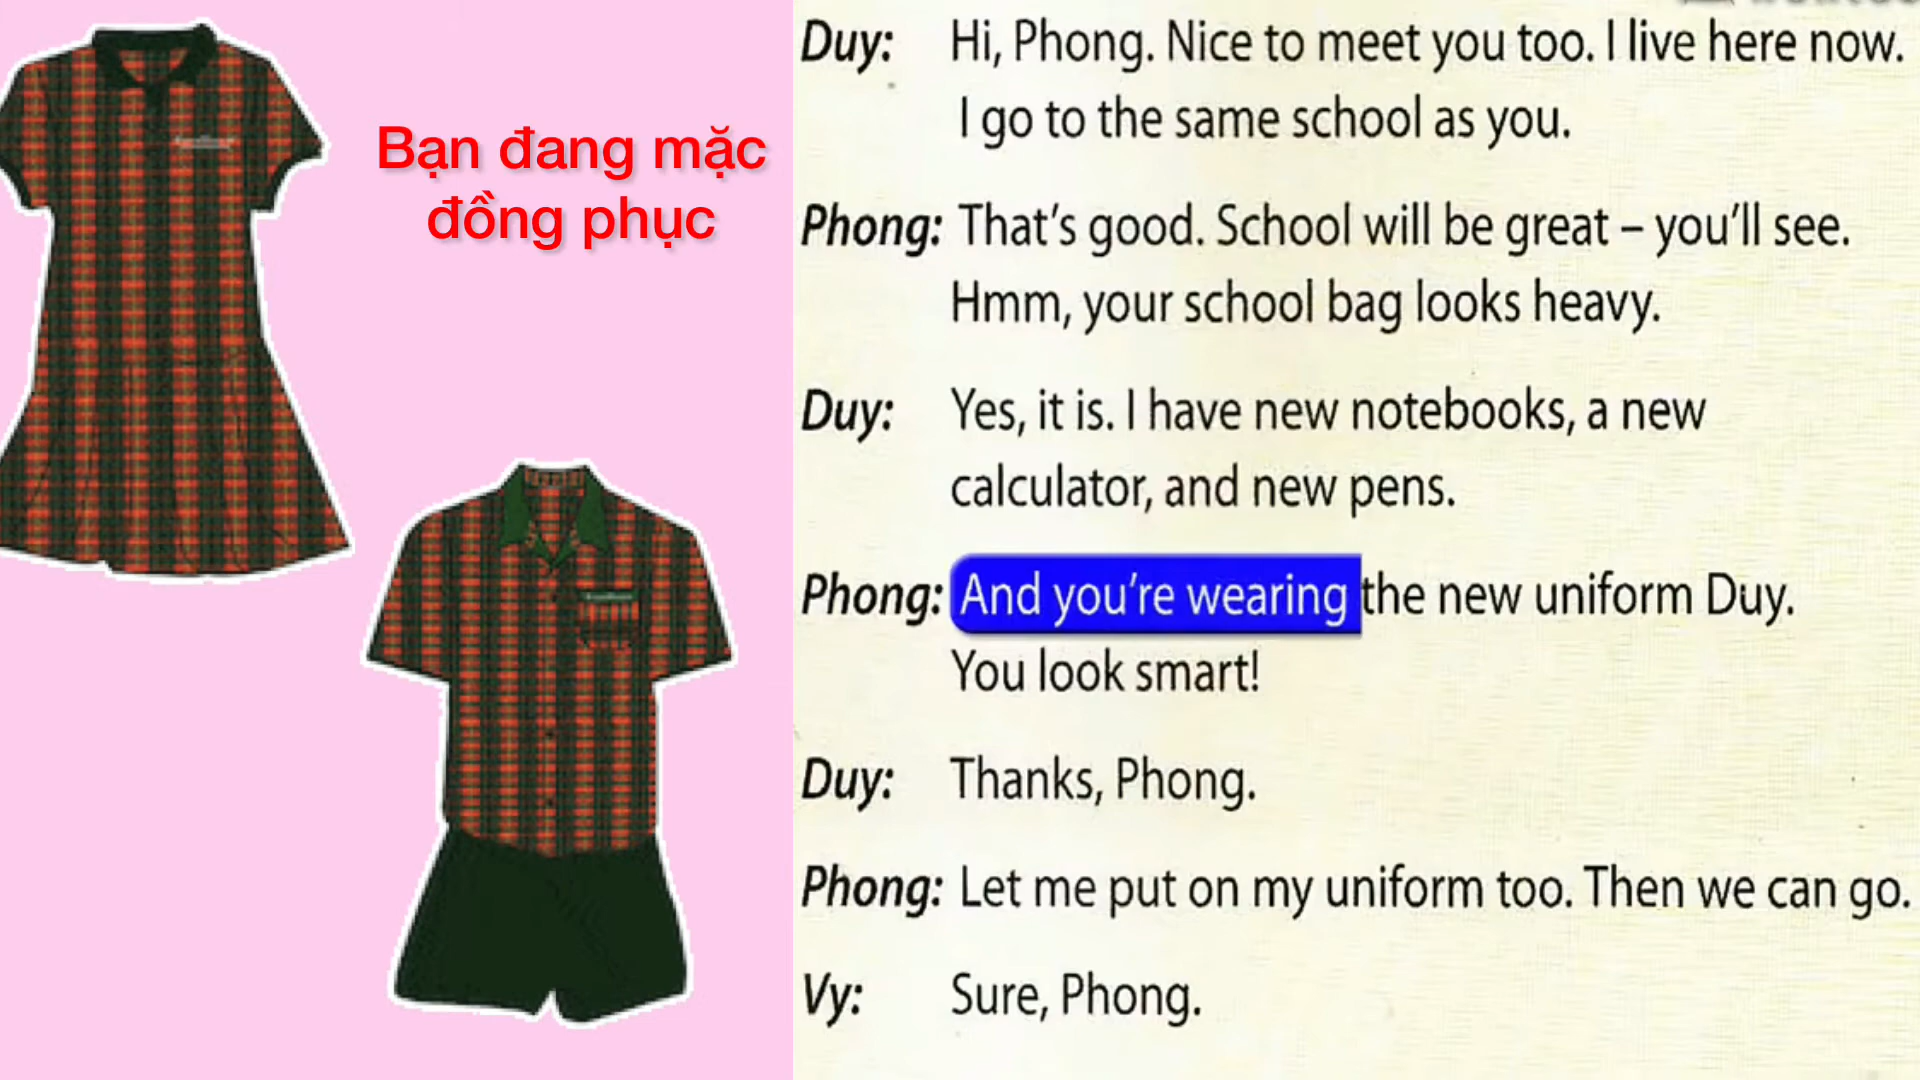 Bạn đang mặc
đồng phục
Duy: Hi, Phong. Nice to meet you too. I live here now.
I go to the same school as you.
Phong: That's good. School will be great – you'll see.
Hmm, your school bag looks heavy.
Duy: Yes, it is. I have new notebooks, a new
calculator, and new pens.
Phong: And you're wearing the new uniform Duy.
You look smart!
Duy: Thanks, Phong.
Phong: Let me put on my uniform too. Then we can go.
Vy: Sure, Phong.